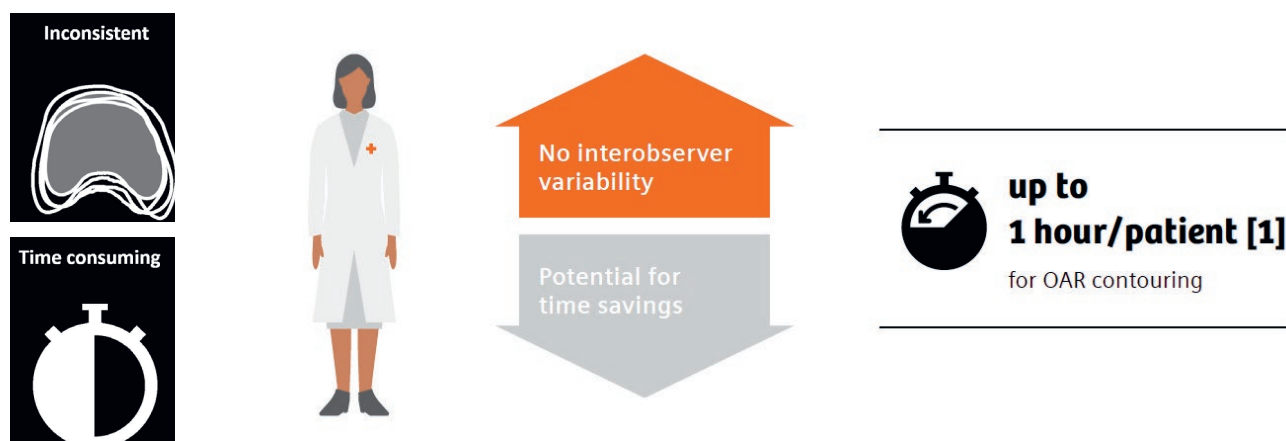 Inconsistent
Time consuming
No interobserver
variability
Potential for
time savings
up to
1 hour/patient [1]
for OAR contouring